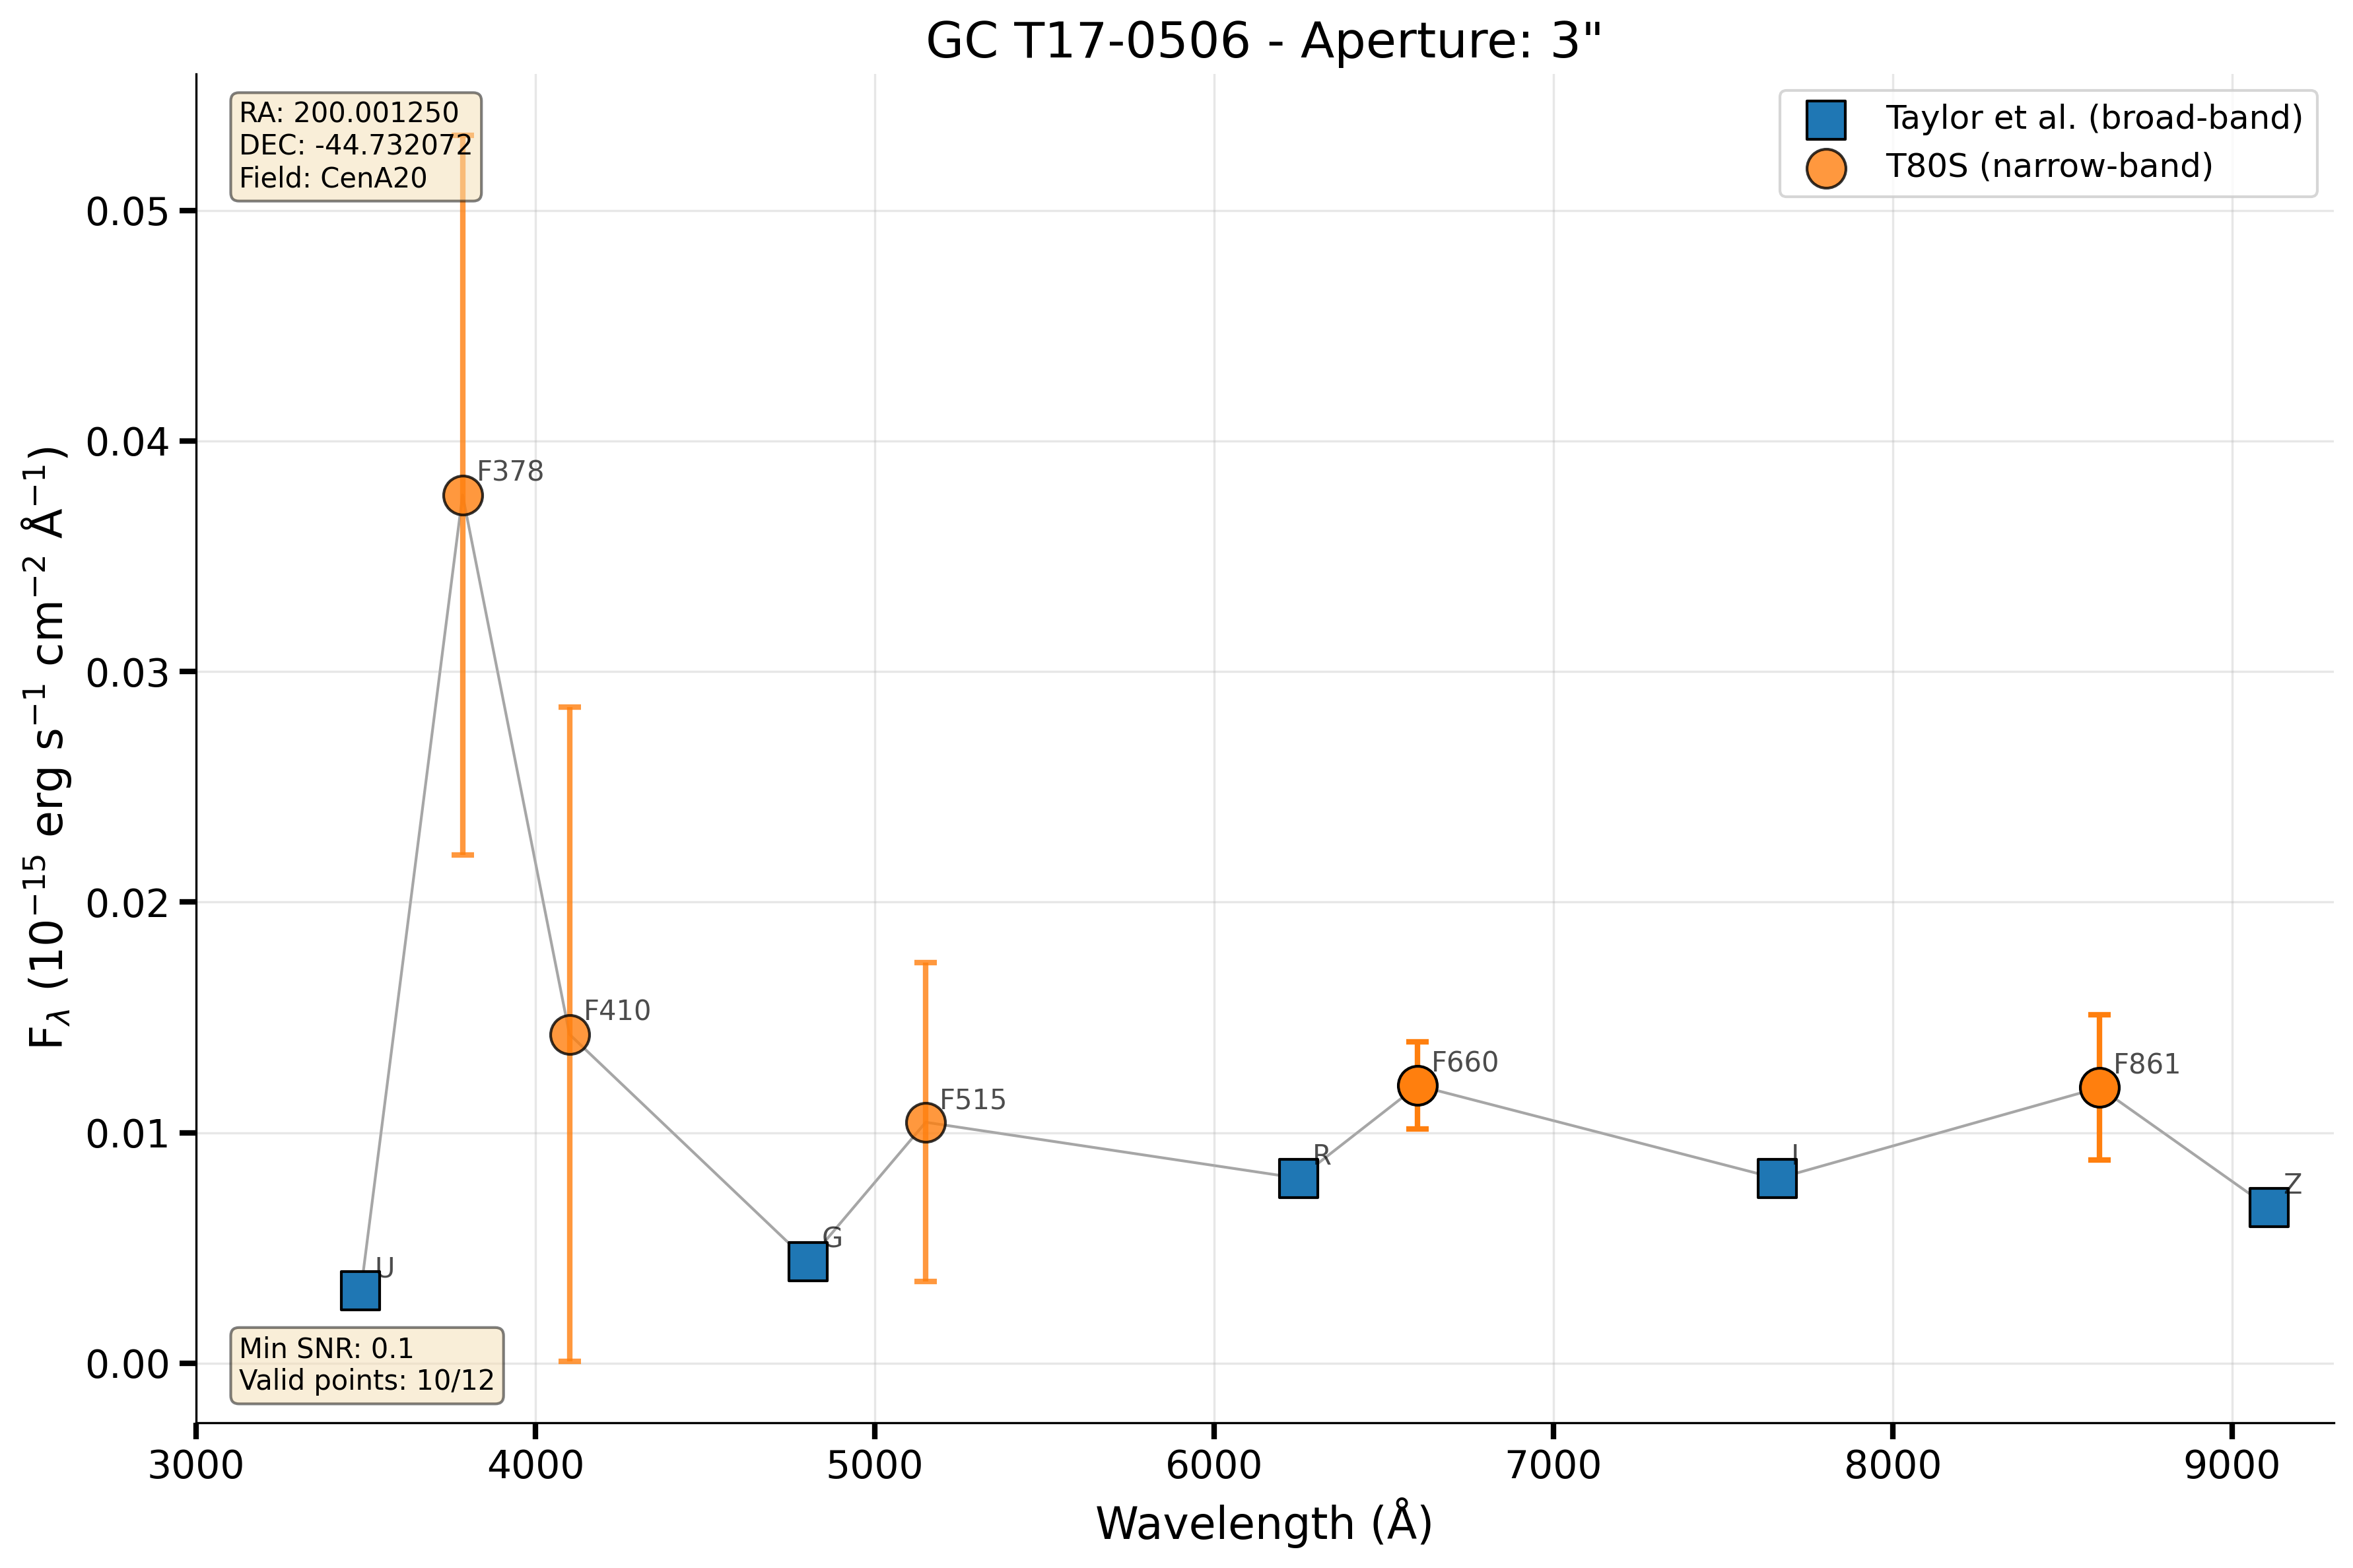 GC T17-0506 - Aperture: 3"
RA: 200.001250
DEC: -44.732072
Field: CenA20
Taylor et al. (broad-band)
T80S (narrow-band)
F378
F410
F515
F660
F861
U
G
R
I
Z
Min SNR: 0.1
Valid points: 10/12
0.05
0.04
0.03
0.02
0.01
0.00
F_λ (10⁻¹⁵ erg s⁻¹ cm⁻² Å⁻¹)
3000 4000 5000 6000 7000 8000 9000
Wavelength (Å)